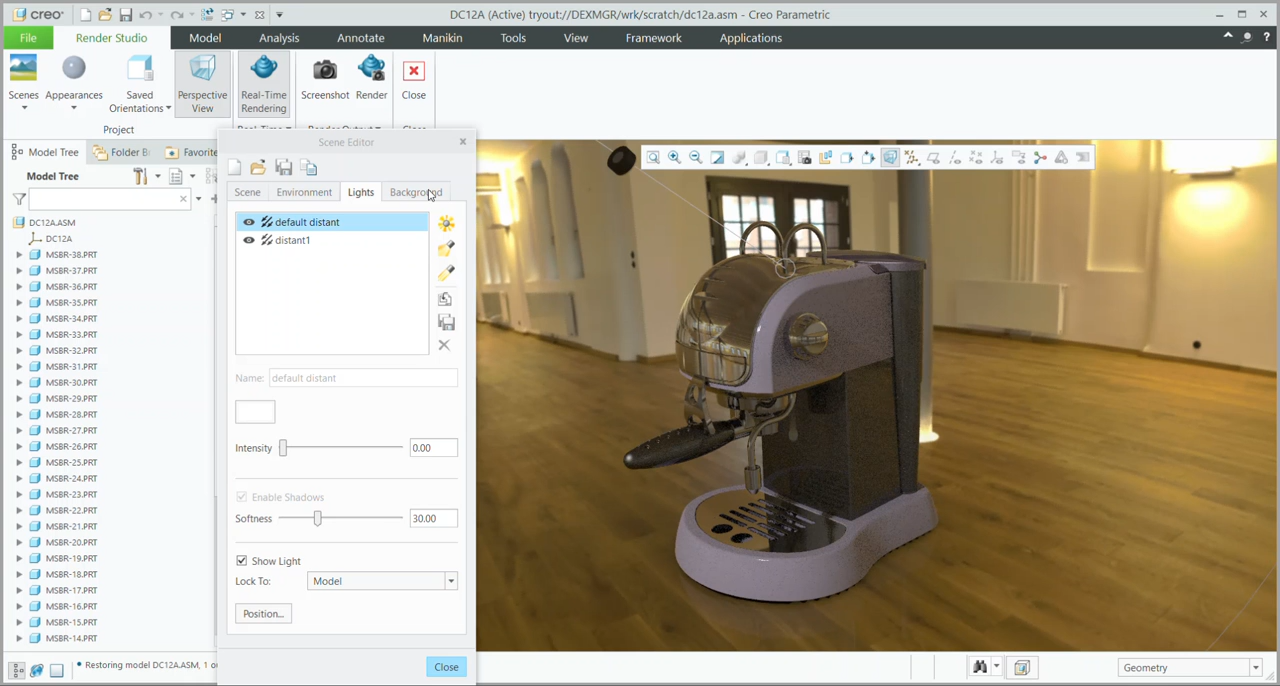 creo DC12A (Active) tryout://DEXMGR/wrk/scratch/dc12a.asm - Creo Parametric
File Render Studio Model Analysis Annotate Manikin Tools View Framework Applications
Scenes Appearances Saved Orientations Perspective View Real-Time Rendering Screenshot Render Close
Project
Scene Editor
Model Tree Folder B Favorite
Model Tree
Scene Environment Lights Background
default distant
distant1
DC12A.ASM
DC12A
MSBR-38.PRT
MSBR-37.PRT
MSBR-36.PRT
MSBR-35.PRT
MSBR-34.PRT
MSBR-33.PRT
MSBR-32.PRT
MSBR-31.PRT
MSBR-30.PRT
MSBR-29.PRT
MSBR-28.PRT
MSBR-27.PRT
MSBR-26.PRT
MSBR-25.PRT
MSBR-24.PRT
MSBR-23.PRT
MSBR-22.PRT
MSBR-21.PRT
MSBR-20.PRT
MSBR-19.PRT
MSBR-18.PRT
MSBR-17.PRT
MSBR-16.PRT
MSBR-15.PRT
MSBR-14.PRT
Name: default distant
Intensity 0.00
Enable Shadows
Softness 30.00
Show Light
Lock To: Model
Position...
Close
Restoring model DC12A.ASM, 1 o
Geometry